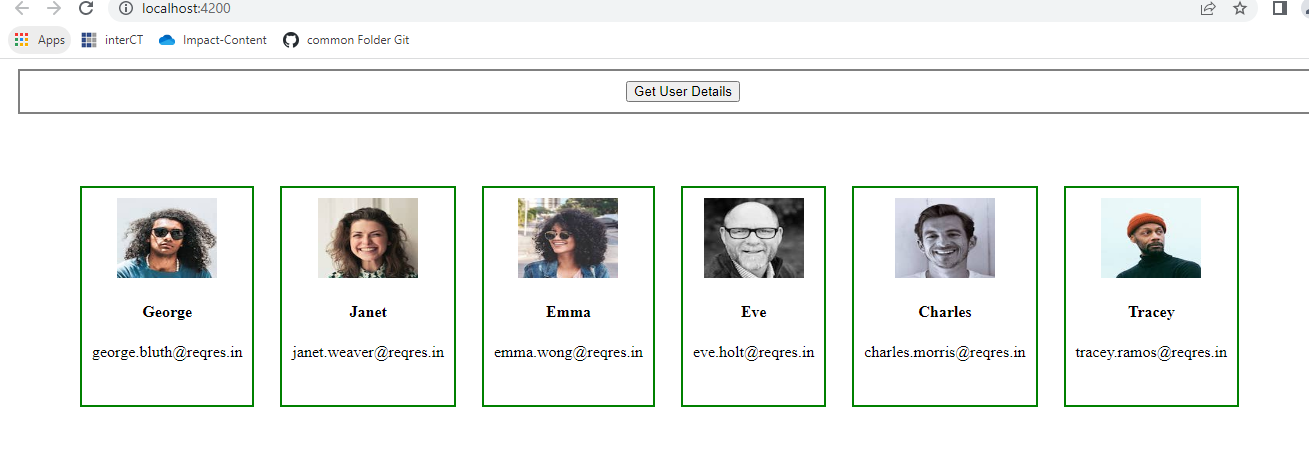 localhost:4200
Apps interCT Impact-Content common Folder Git
Get User Details
George Janet Emma Eve Charles Tracey
george.bluth@reqres.in janet.weaver@reqres.in emma.wong@reqres.in eve.holt@reqres.in charles.morris@reqres.in tracey.ramos@reqres.in